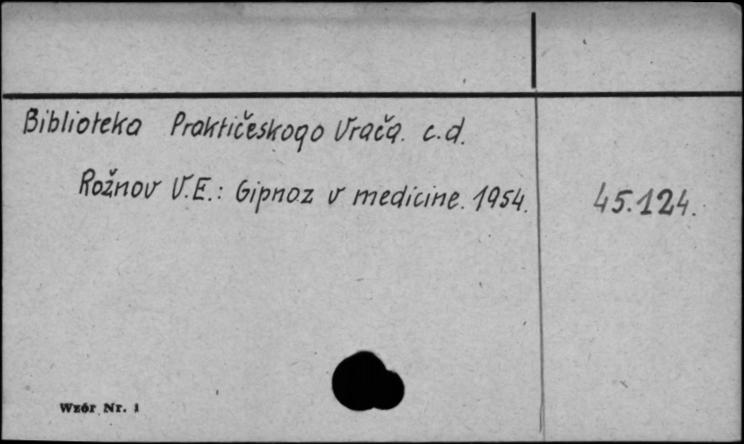 Biblioteka Praktičeskogo Vrača. c.d.
Rožnov V.E.: Gipnoz v medicine. 1954. 45.124.
Wzór Nr. 1